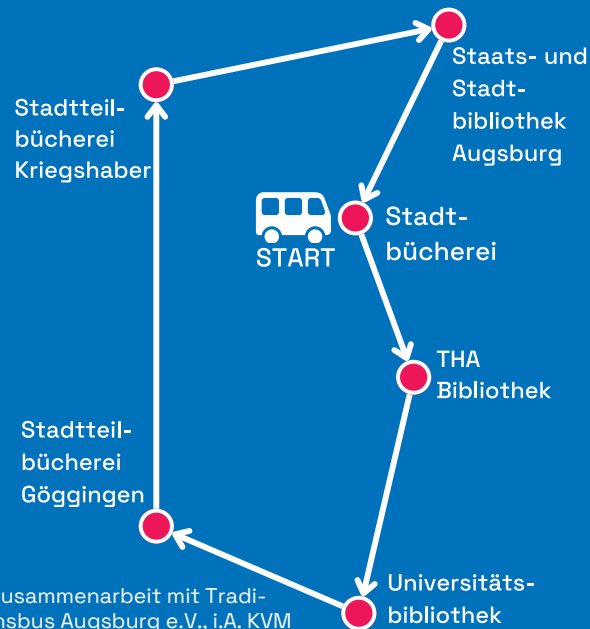 Staats- und
Stadt-
bibliothek
Augsburg
Stadtteil-
bücherei
Kriegshaber
Stadt-
bücherei
START
THA
Bibliothek
Stadtteil-
bücherei
Göggingen
Universitäts-
bibliothek
usammenarbeit mit Tradi-
nsbus Augsburg e.V., i.A. KVM